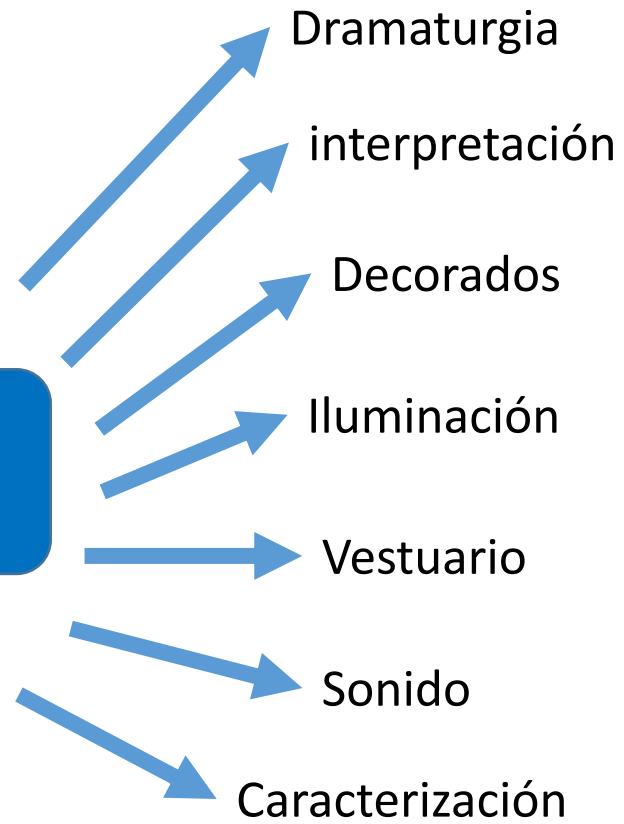 Dramaturgia
interpretación
Decorados
Iluminación
Vestuario
Sonido
Caracterización